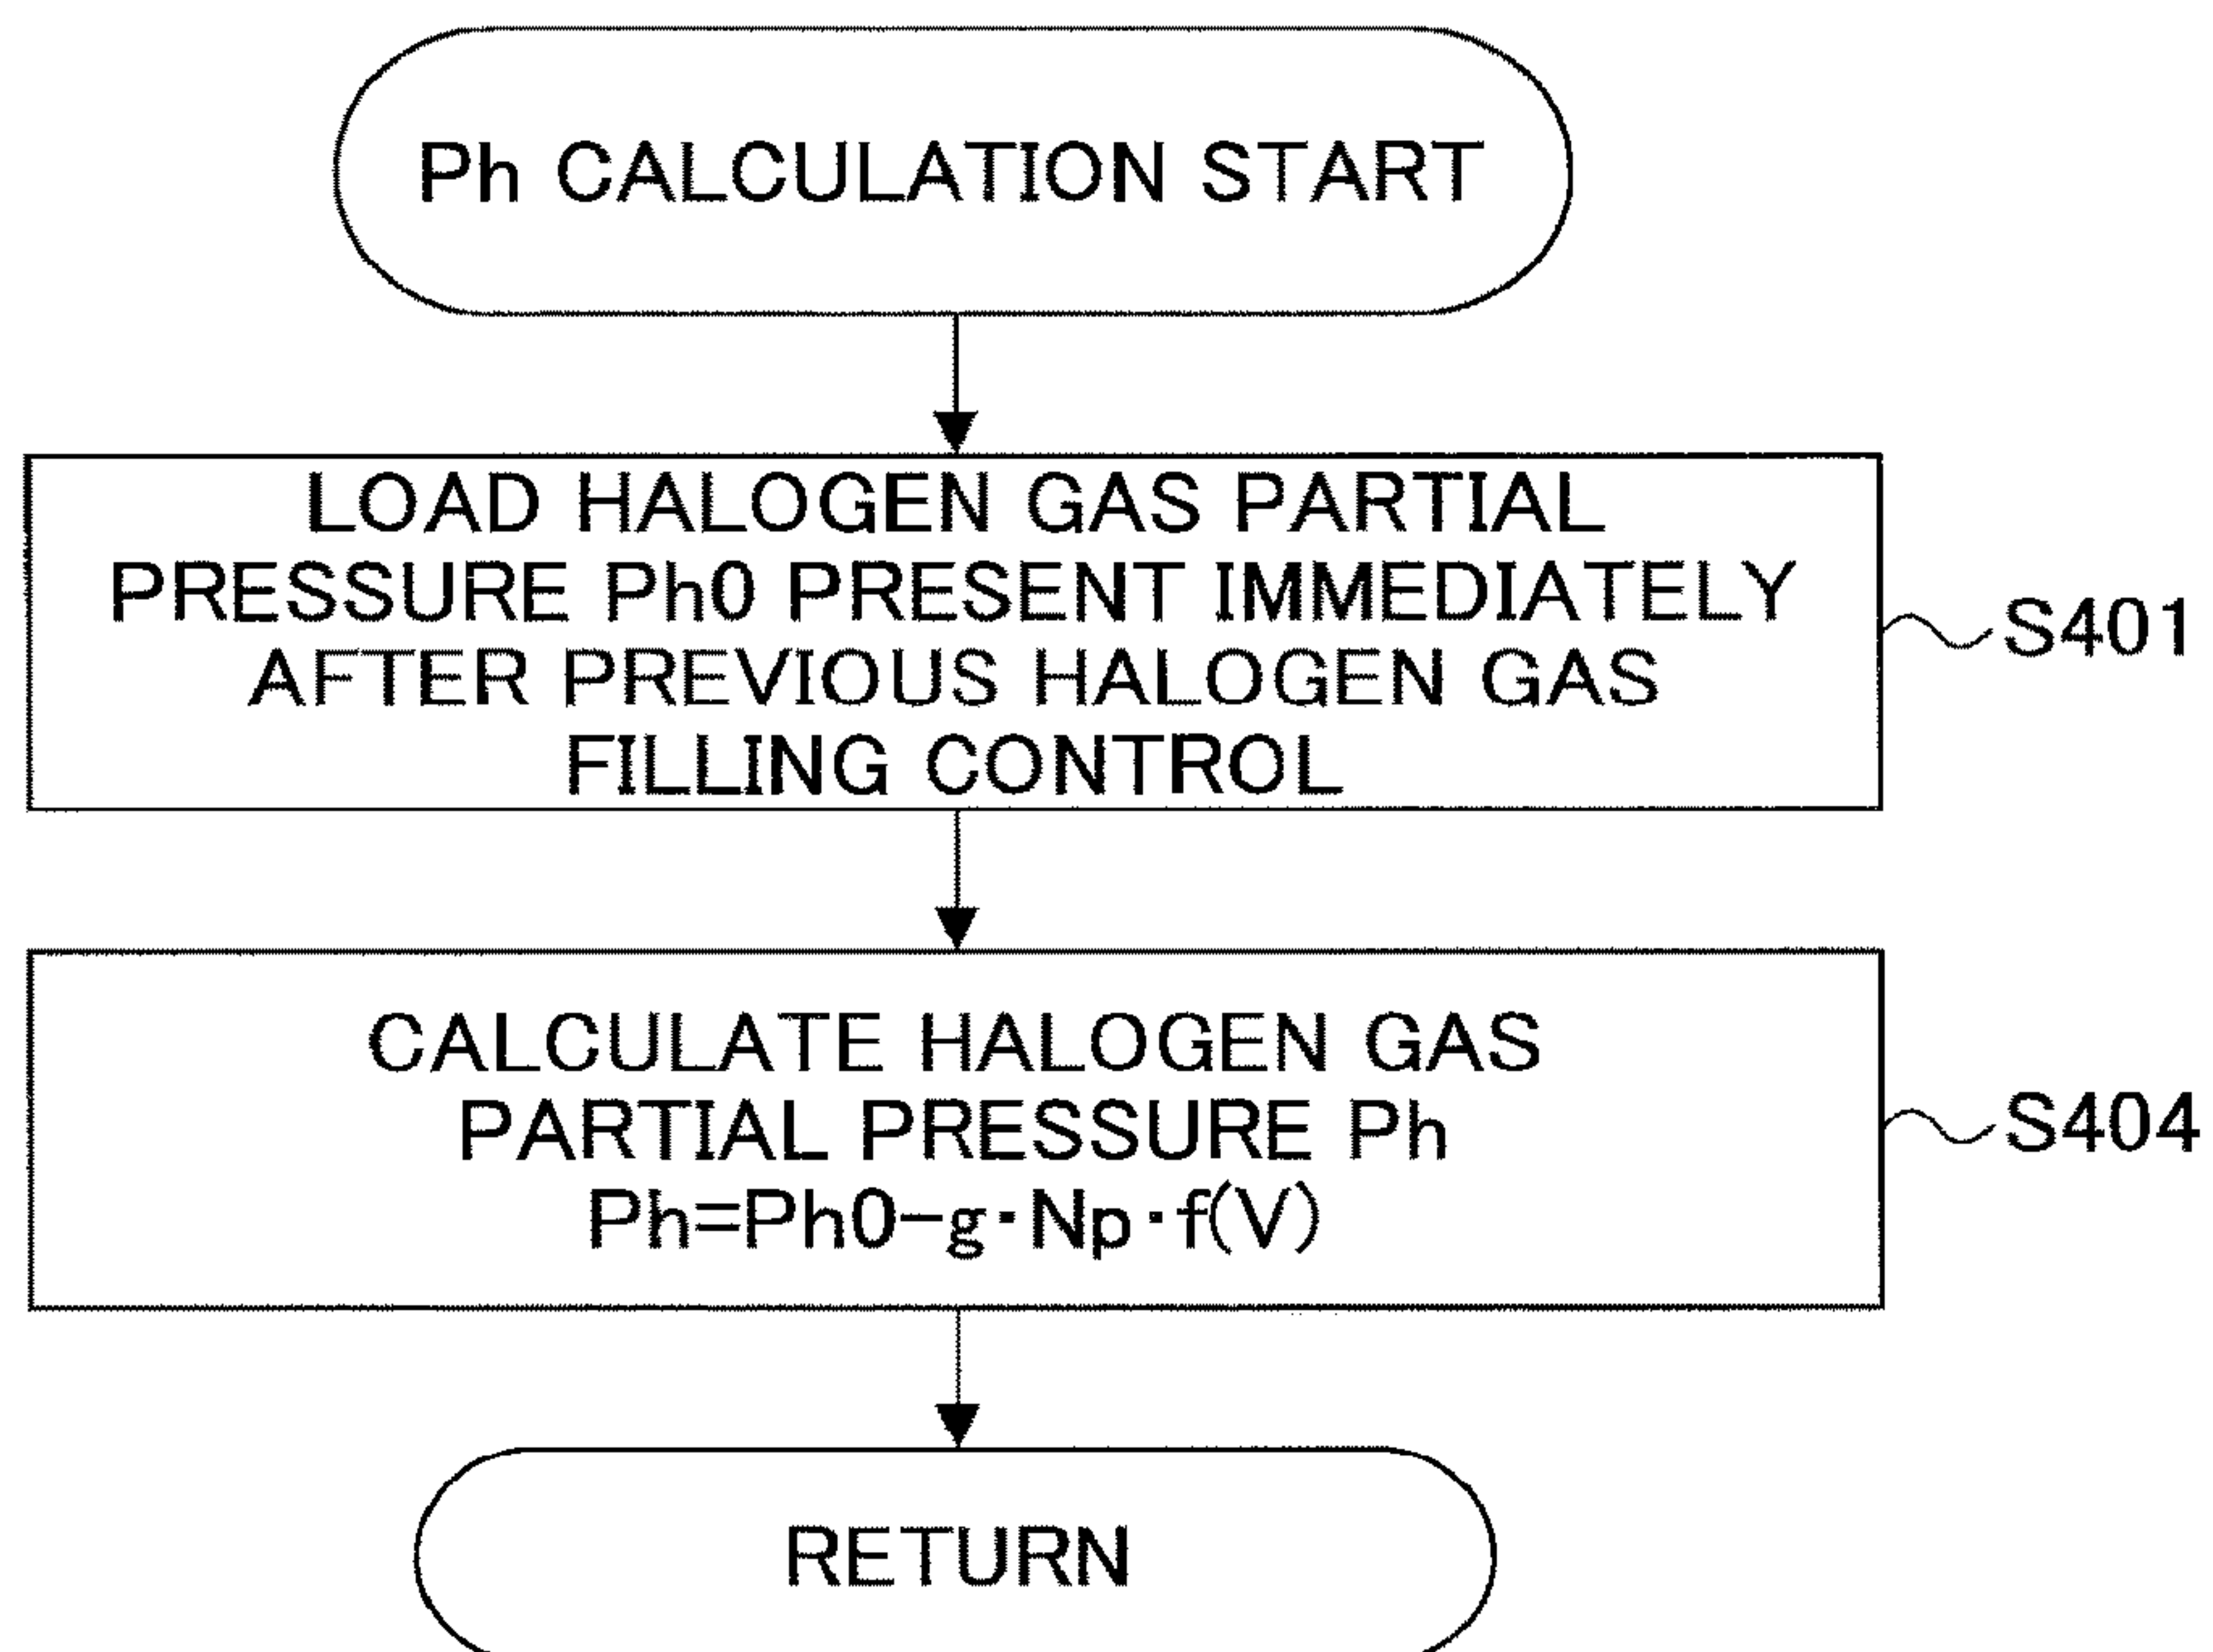 Ph CALCULATION START
LOAD HALOGEN GAS PARTIAL
PRESSURE Ph0 PRESENT IMMEDIATELY
AFTER PREVIOUS HALOGEN GAS
FILLING CONTROL
S401
CALCULATE HALOGEN GAS
PARTIAL PRESSURE Ph
Ph=Ph0-g·Np·f(V)
S404
RETURN